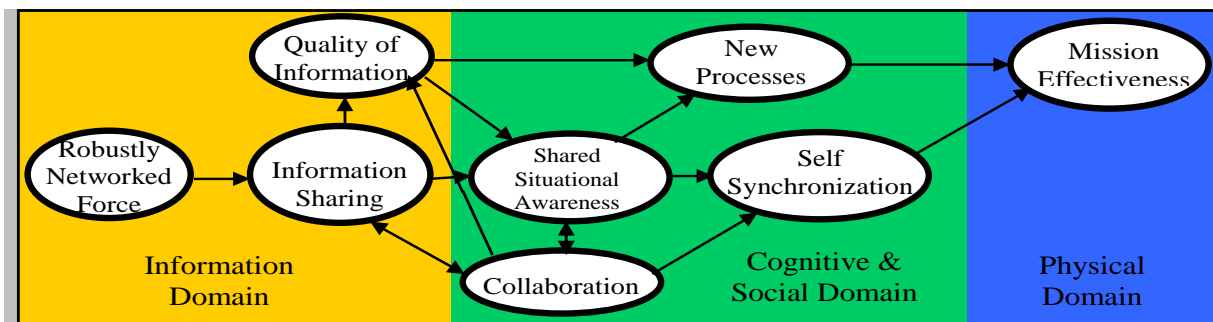 Quality of
Information
New
Processes
Mission
Effectiveness
Robustly
Networked
Force
Information
Sharing
Shared
Situational
Awareness
Self
Synchronization
Collaboration
Information
Domain
Cognitive &
Social Domain
Physical
Domain